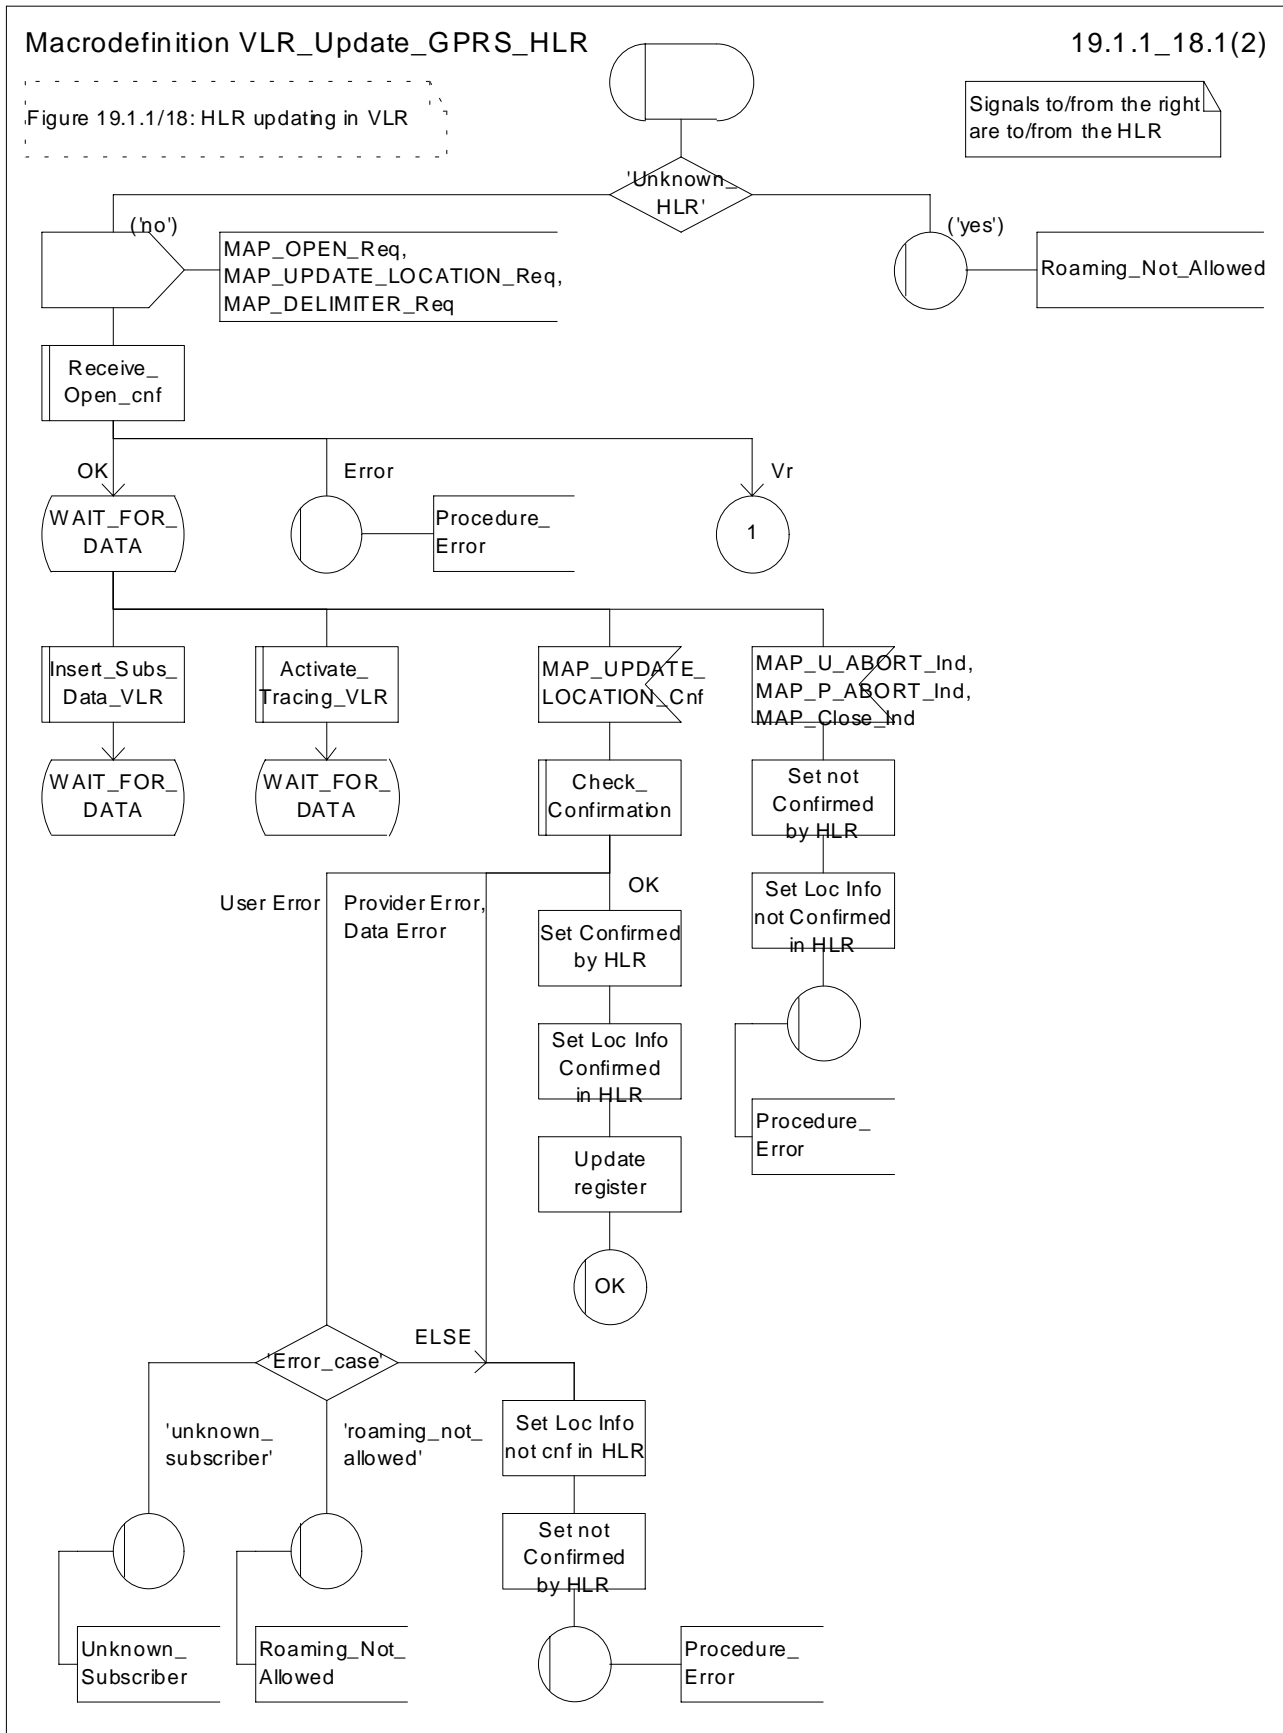 Macrodefinition VLR_Update_GPRS_HLR
19.1.1_18.1(2)
Figure 19.1.1/18: HLR updating in VLR
Signals to/from the right
are to/from the HLR
'Unknown_
HLR'
('no')
('yes')
MAP_OPEN_Req,
MAP_UPDATE_LOCATION_Req,
MAP_DELIMITER_Req
Roaming_Not_Allowed
Receive_
Open_cnf
OK
Error
Vr
WAIT_FOR_
DATA
Procedure_
Error
1
Insert_Subs_
Data_VLR
Activate_
Tracing_VLR
MAP_UPDATE_
LOCATION_Cnf
MAP_U_ABORT_Ind,
MAP_P_ABORT_Ind,
MAP_Close_Ind
WAIT_FOR_
DATA
WAIT_FOR_
DATA
Check_
Confirmation
Set not
Confirmed
by HLR
User Error
Provider Error,
Data Error
OK
Set Loc Info
not Confirmed
in HLR
Set Confirmed
by HLR
Set Loc Info
Confirmed
in HLR
Procedure_
Error
Update
register
OK
'Error_case'
ELSE
'unknown_
subscriber'
'roaming_not_
allowed'
Set Loc Info
not cnf in HLR
Set not
Confirmed
by HLR
Unknown_
Subscriber
Roaming_Not_
Allowed
Procedure_
Error